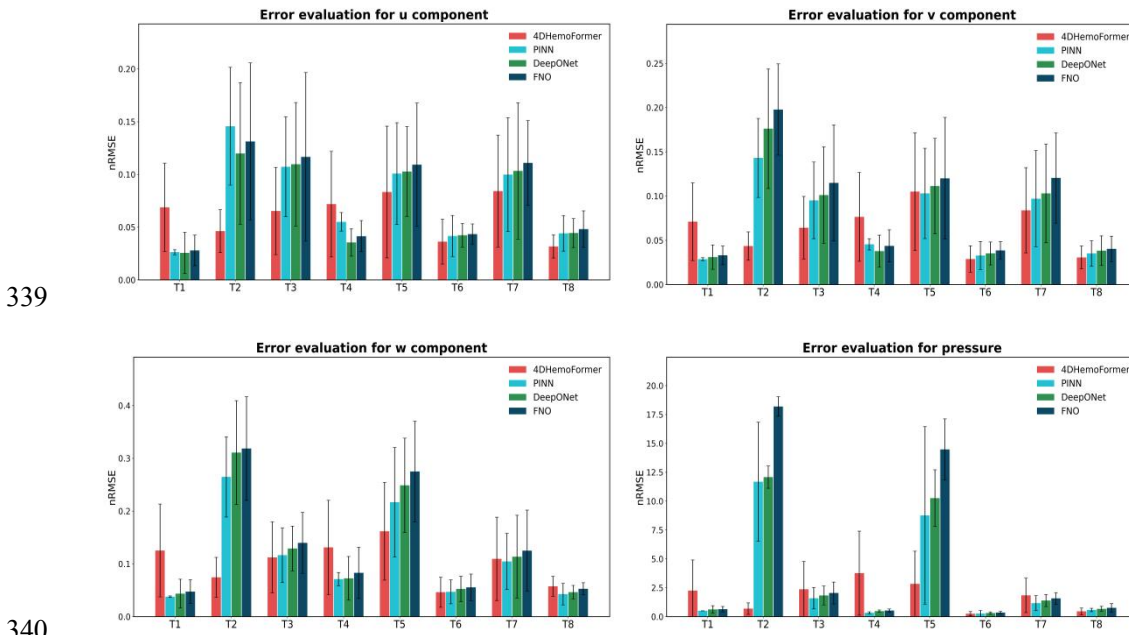 Error evaluation for u component
4DHemoFormer
PINN
DeepONet
FNO
nRMSE
0.20
0.15
0.10
0.05
0.00
T1 T2 T3 T4 T5 T6 T7 T8
Error evaluation for v component
4DHemoFormer
PINN
DeepONet
FNO
nRMSE
0.25
0.20
0.15
0.10
0.05
0.00
T1 T2 T3 T4 T5 T6 T7 T8
339
Error evaluation for w component
4DHemoFormer
PINN
DeepONet
FNO
nRMSE
0.4
0.3
0.2
0.1
0.0
T1 T2 T3 T4 T5 T6 T7 T8
Error evaluation for pressure
4DHemoFormer
PINN
DeepONet
FNO
nRMSE
20.0
17.5
15.0
12.5
10.0
7.5
5.0
2.5
0.0
T1 T2 T3 T4 T5 T6 T7 T8
340